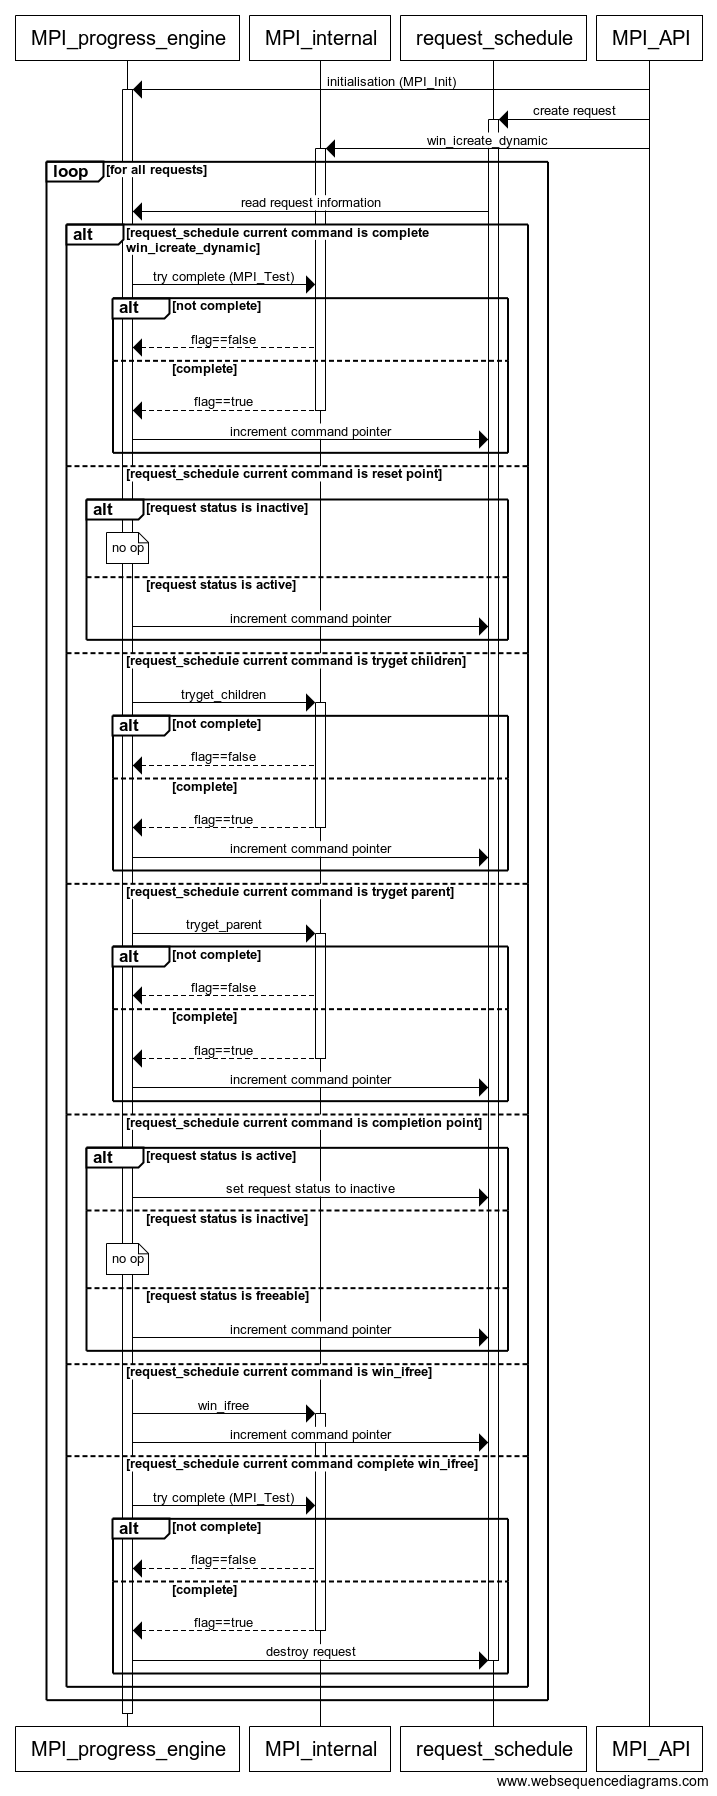 MPI_progress_engine
MPI_internal
request_schedule
MPI_API
initialisation (MPI_Init)
create request
win_icreate_dynamic
loop
[for all requests]
read request information
alt
[request_schedule current command is complete
win_icreate_dynamic]
try complete (MPI_Test)
alt
[not complete]
flag==false
[complete]
flag==true
increment command pointer
[request_schedule current command is reset point]
alt
[request status is inactive]
no op
[request status is active]
increment command pointer
[request_schedule current command is tryget children]
tryget_children
alt
[not complete]
flag==false
[complete]
flag==true
increment command pointer
[request_schedule current command is tryget parent]
tryget_parent
alt
[not complete]
flag==false
[complete]
flag==true
increment command pointer
[request_schedule current command is completion point]
alt
[request status is active]
set request status to inactive
[request status is inactive]
no op
[request status is freeable]
increment command pointer
[request_schedule current command is win_ifree]
win_ifree
increment command pointer
[request_schedule current command complete win_ifree]
try complete (MPI_Test)
alt
[not complete]
flag==false
[complete]
flag==true
destroy request
MPI_progress_engine
MPI_internal
request_schedule
MPI_API
www.websequencediagrams.com